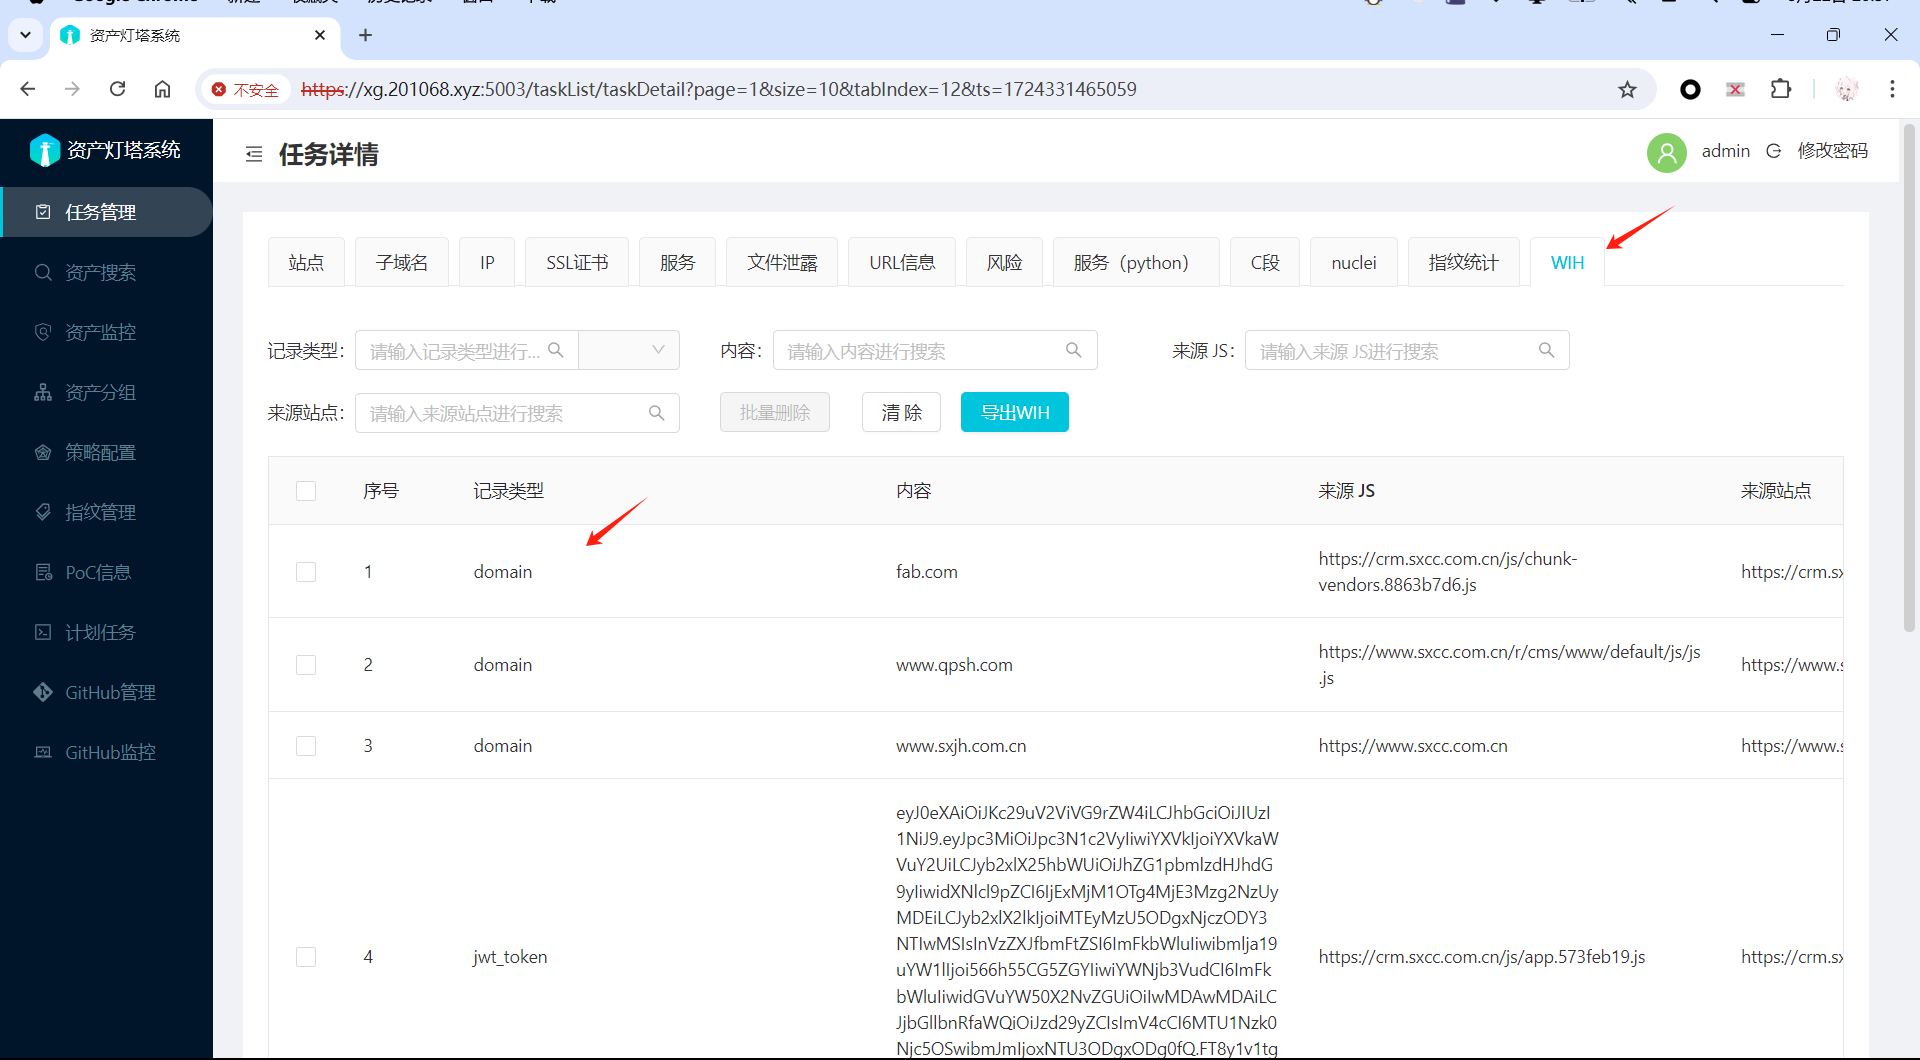 资产灯塔系统
不安全
https://xg.201068.xyz:5003/taskList/taskDetail?page=1&size=10&tabIndex=12&ts=1724331465059
资产灯塔系统
任务详情
admin 修改密码
任务管理
资产搜索
资产监控
资产分组
策略配置
指纹管理
PoC信息
计划任务
GitHub管理
GitHub监控
站点 子域名 IP SSL证书 服务 文件泄露 URL信息 风险 服务（python） C段 nuclei 指纹统计 WIH
记录类型： 请输入记录类型进行... 内容： 请输入内容进行搜索 来源 JS： 请输入来源 JS进行搜索
来源站点： 请输入来源站点进行搜索 批量删除 清 除 导出WIH
序号 记录类型 内容 来源 JS 来源站点
1 domain fab.com https://crm.sxcc.com.cn/js/chunk-
vendors.8863b7d6.js https://crm.sx
2 domain www.qpsh.com https://www.sxcc.com.cn/r/cms/www/default/js/js
.js https://www.s
3 domain www.sxjh.com.cn https://www.sxcc.com.cn https://www.s
4 jwt_token https://crm.sxcc.com.cn/js/app.573feb19.js https://crm.sx